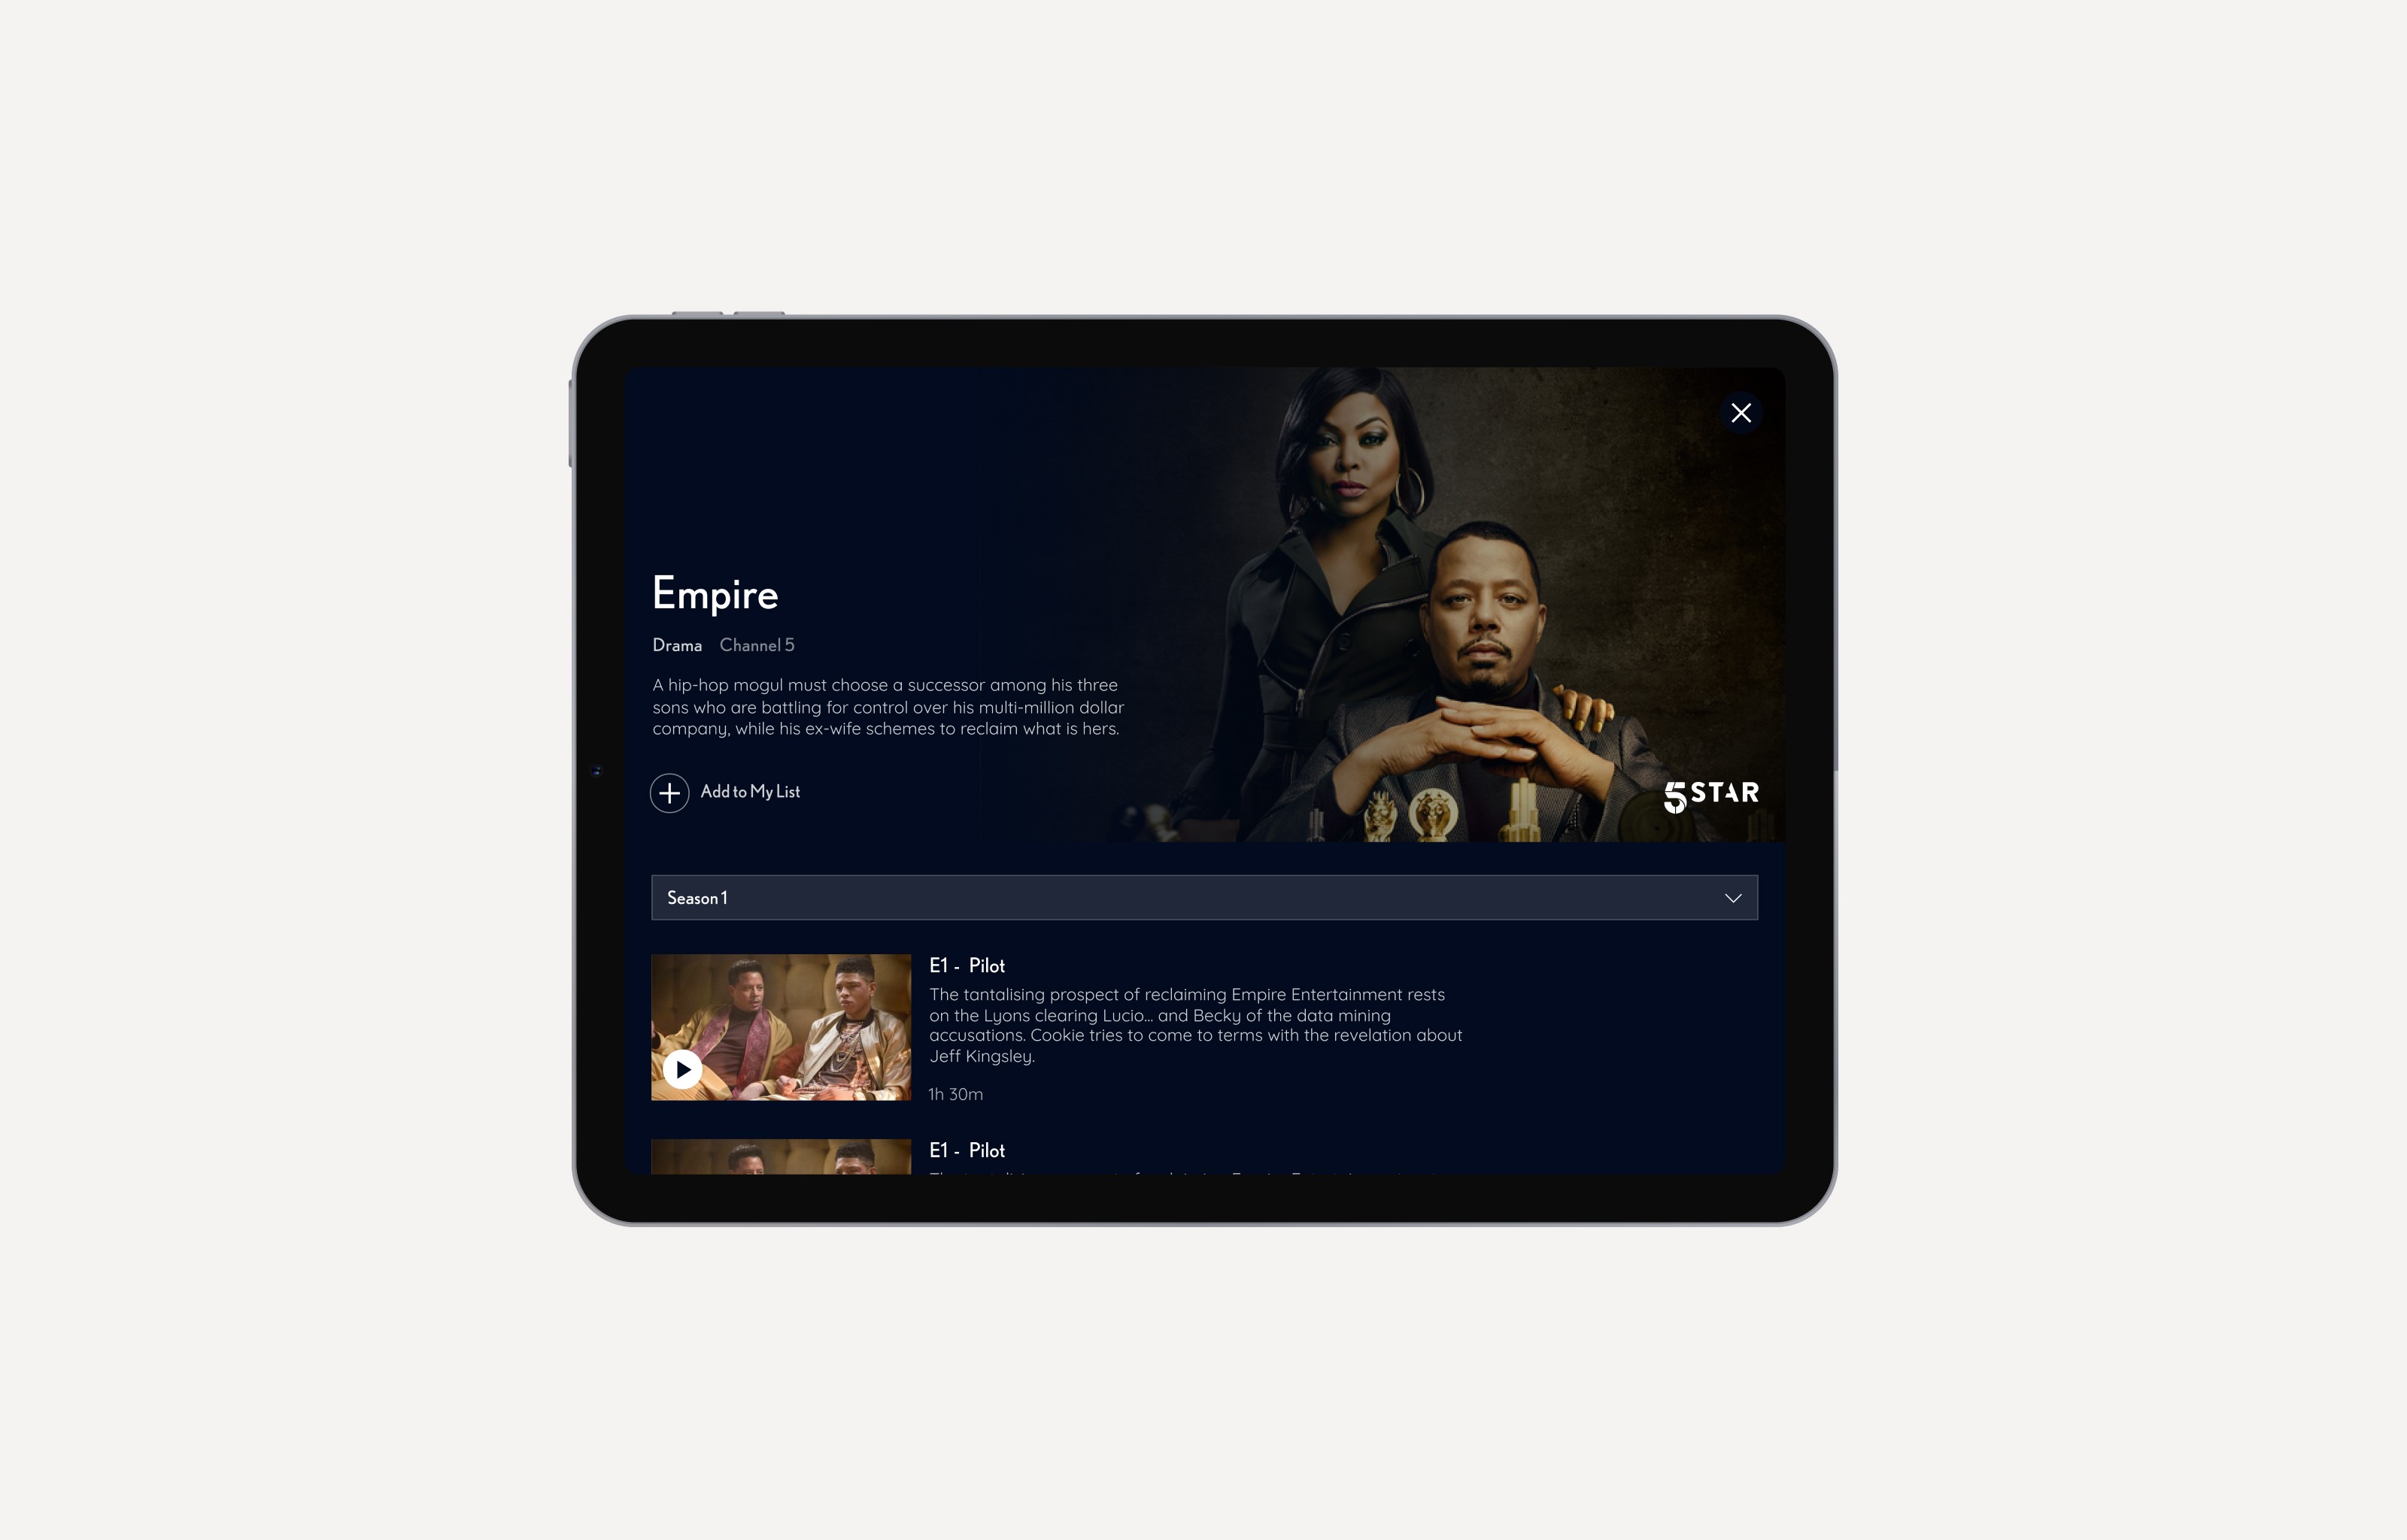 Empire
Drama Channel 5
A hip-hop mogul must choose a successor among his three
sons who are battling for control over his multi-million dollar
company, while his ex-wife schemes to reclaim what is hers.
Add to My List
5 STAR
Season 1
E1 - Pilot
The tantalising prospect of reclaiming Empire Entertainment rests
on the Lyons clearing Lucio... and Becky of the data mining
accusations. Cookie tries to come to terms with the revelation about
Jeff Kingsley.
1h 30m
E1 - Pilot